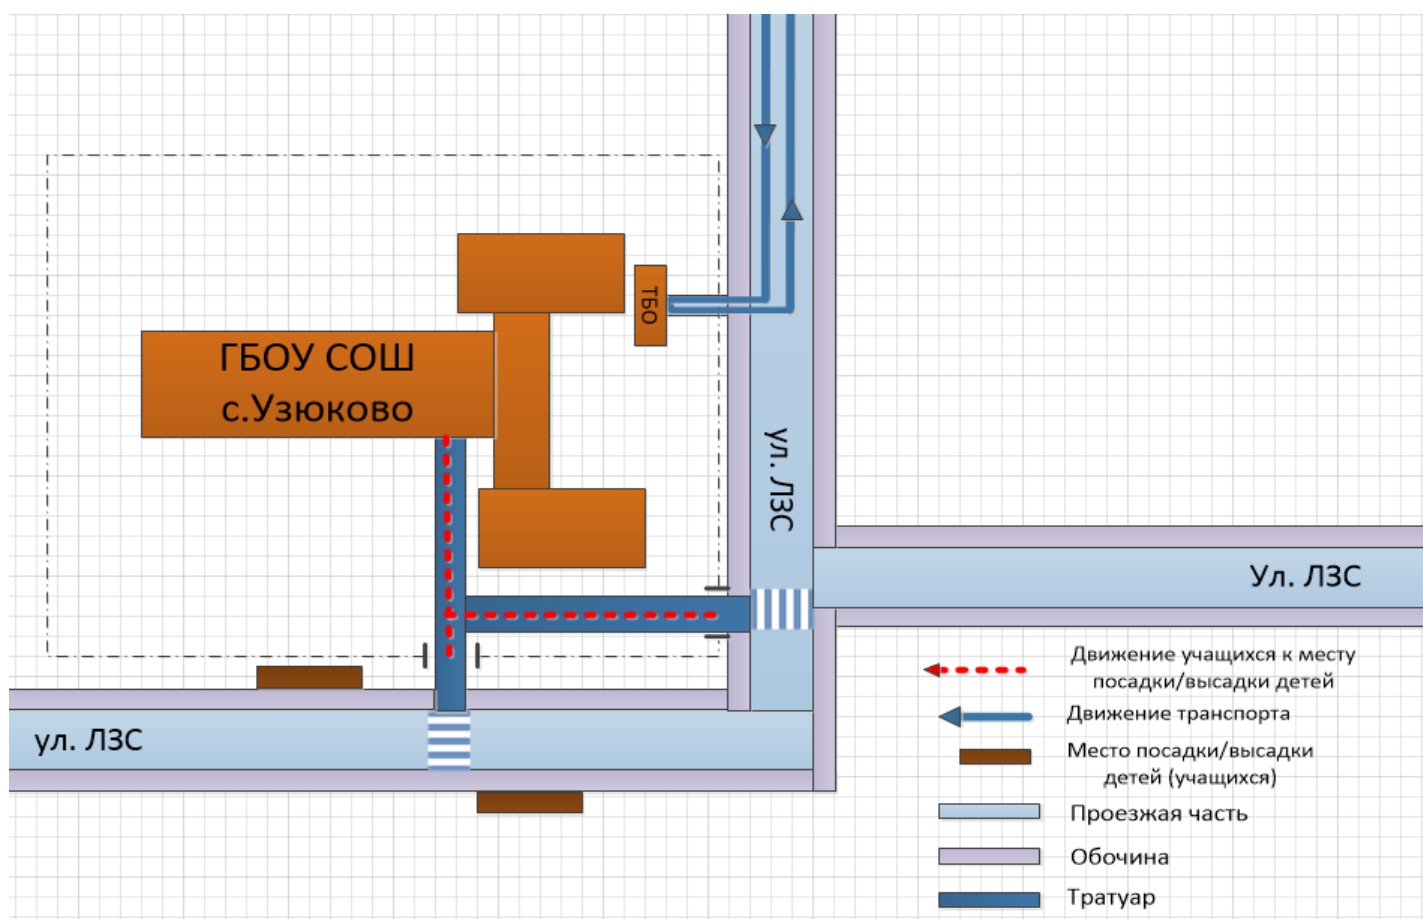 ТБО
ГБОУ СОШ
с.Узюково
ул. ЛЗС
Ул. ЛЗС
ул. ЛЗС
Движение учащихся к месту
посадки/высадки детей
Движение транспорта
Место посадки/высадки
детей (учащихся)
Проезжая часть
Обочина
Тратуар